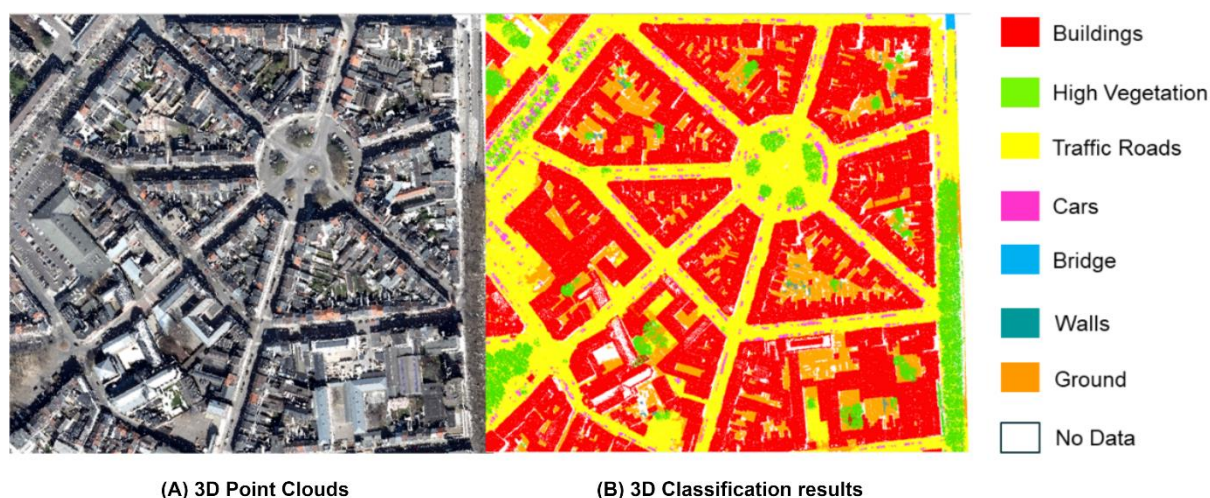 Buildings
High Vegetation
Traffic Roads
Cars
Bridge
Walls
Ground
No Data
(A) 3D Point Clouds
(B) 3D Classification results